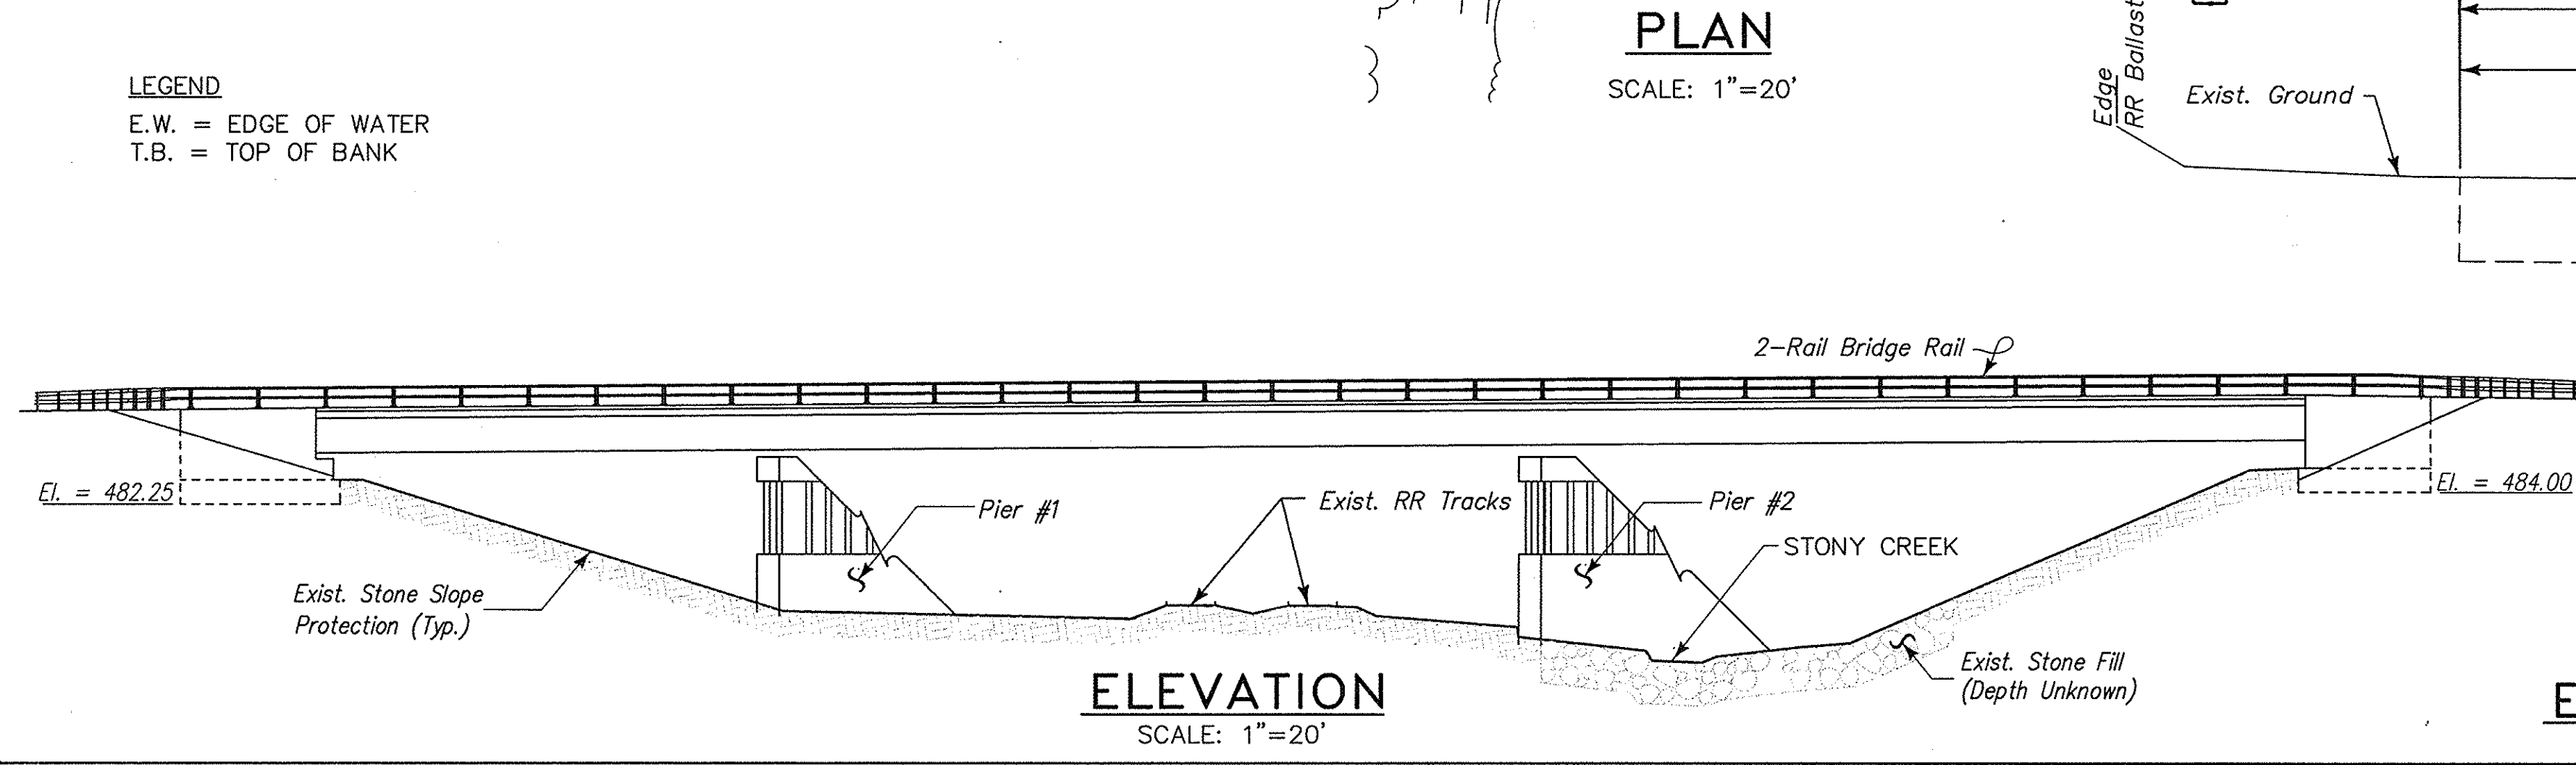 PLAN
SCALE: 1"=20'
LEGEND
E.W. = EDGE OF WATER
T.B. = TOP OF BANK
Edge
RR Ballast
Exist. Ground
2-Rail Bridge Rail
El. = 482.25
Pier #1
Exist. RR Tracks
Pier #2
STONY CREEK
El. = 484.00
Exist. Stone Slope
Protection (Typ.)
Exist. Stone Fill
(Depth Unknown)
ELEVATION
SCALE: 1"=20'
E